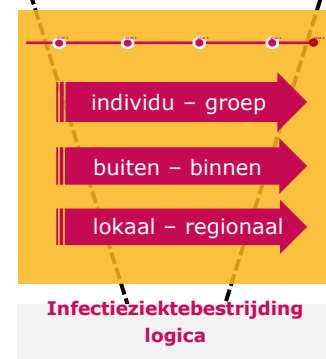 individu – groep
buiten – binnen
lokaal – regionaal
Infectieziektebestrijding
logica